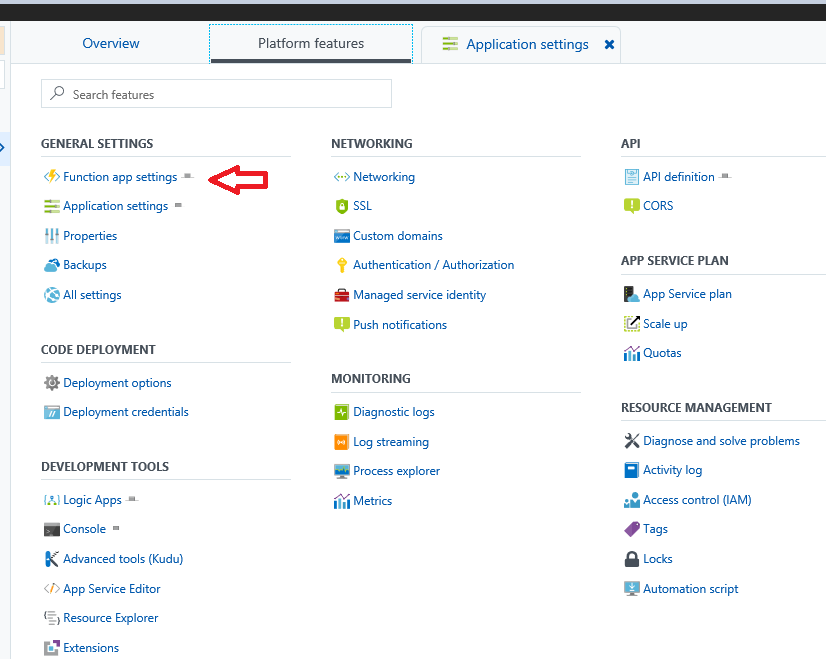 Overview
Platform features
Application settings
Search features
GENERAL SETTINGS
Function app settings
Application settings
Properties
Backups
All settings
CODE DEPLOYMENT
Deployment options
Deployment credentials
DEVELOPMENT TOOLS
Logic Apps
Console
Advanced tools (Kudu)
App Service Editor
Resource Explorer
Extensions
NETWORKING
Networking
SSL
Custom domains
Authentication / Authorization
Managed service identity
Push notifications
MONITORING
Diagnostic logs
Log streaming
Process explorer
Metrics
API
API definition
CORS
APP SERVICE PLAN
App Service plan
Scale up
Quotas
RESOURCE MANAGEMENT
Diagnose and solve problems
Activity log
Access control (IAM)
Tags
Locks
Automation script